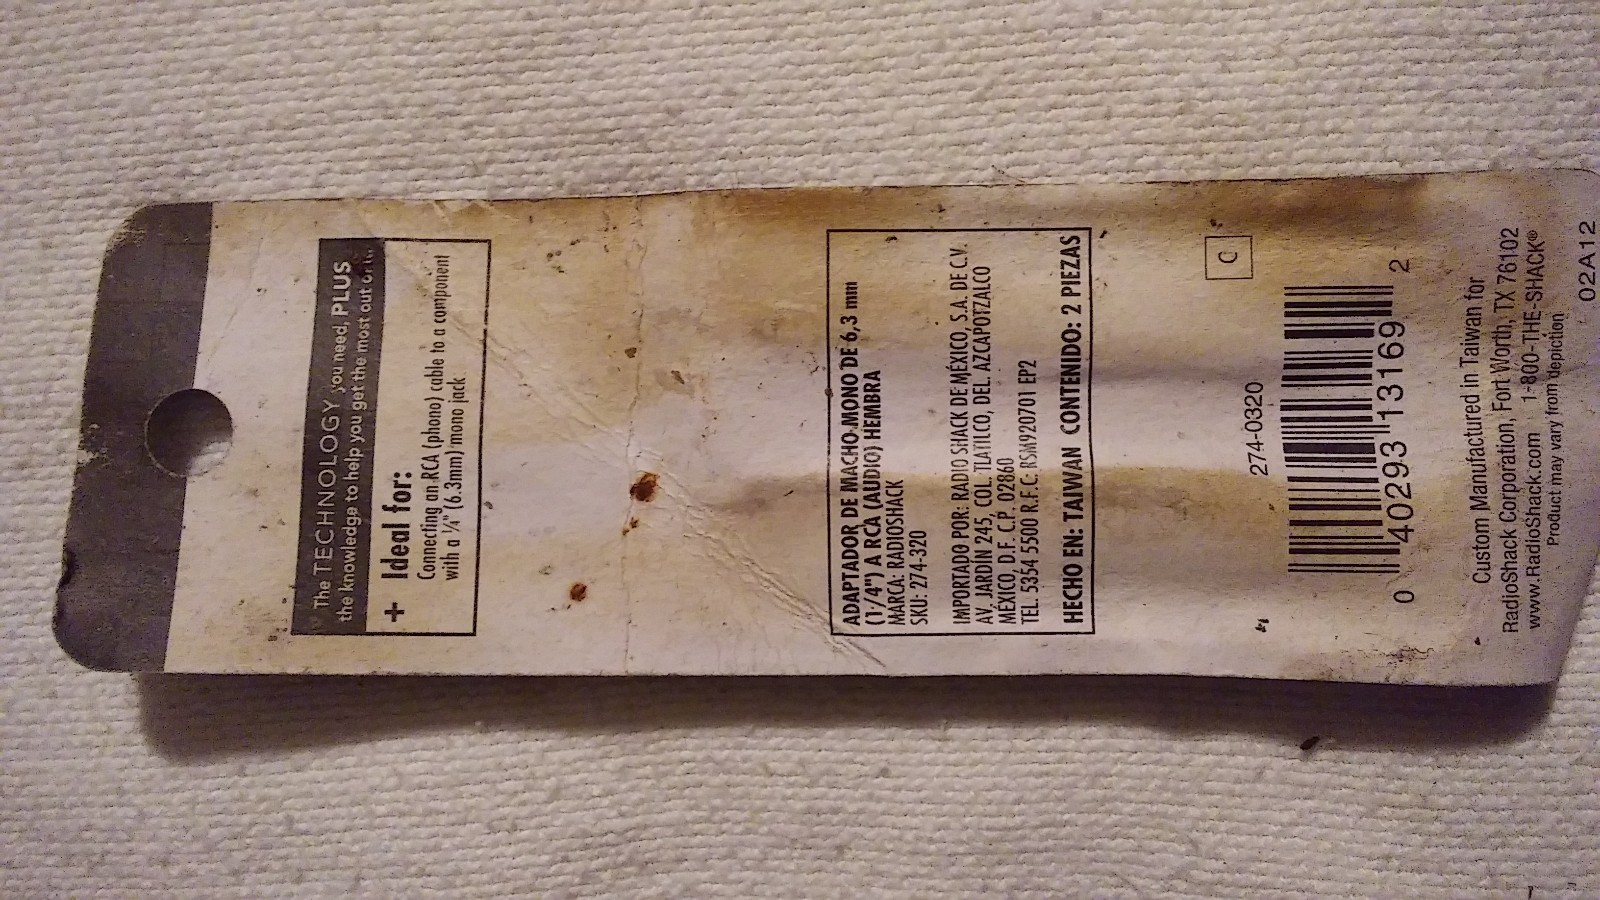 The TECHNOLOGY you need, PLUS
the knowledge to help you get the most out of it.
+ Ideal for:
Connecting an RCA (phono) cable to a component
with a ¼" (6.3mm) mono jack
ADAPTADOR DE MACHO MONO DE 6,3 mm
(1/4") A RCA (AUDIO) HEMBRA
MARCA: RADIOSHACK
SKU: 274-320
IMPORTADO POR: RADIO SHACK DE MÉXICO, S.A. DE C.V.
AV. JARDÍN 245, COL. TLATILCO, DEL. AZCAPOTZALCO
MÉXICO D.F. C.P. 02860
TEL. 5354 5500 R.F.C. RSM920701 EP2
HECHO EN: TAIWAN CONTENIDO: 2 PIEZAS
C
274-0320
0 40293 13169 2
Custom Manufactured in Taiwan for
RadioShack Corporation, Fort Worth, TX 76102
www.RadioShack.com 1-800-THE-SHACK®
Product may vary from depiction
02A12